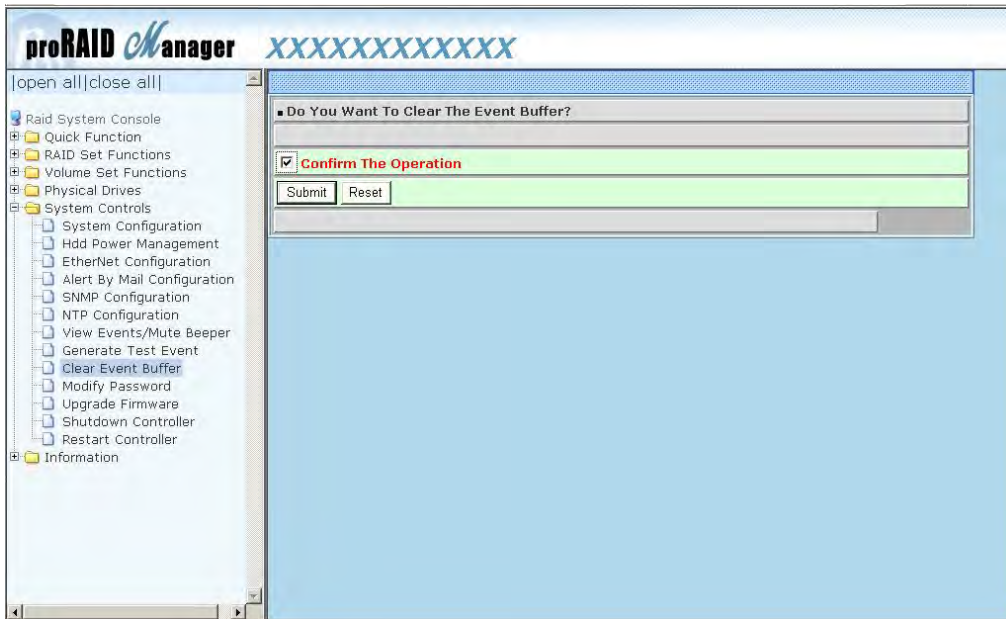 proRAID Manager XXXXXXXXXXXX
|open all|close all|
Raid System Console
Quick Function
RAID Set Functions
Volume Set Functions
Physical Drives
System Controls
System Configuration
Hdd Power Management
EtherNet Configuration
Alert By Mail Configuration
SNMP Configuration
NTP Configuration
View Events/Mute Beeper
Generate Test Event
Clear Event Buffer
Modify Password
Upgrade Firmware
Shutdown Controller
Restart Controller
Information
Do You Want To Clear The Event Buffer?
Confirm The Operation
Submit Reset